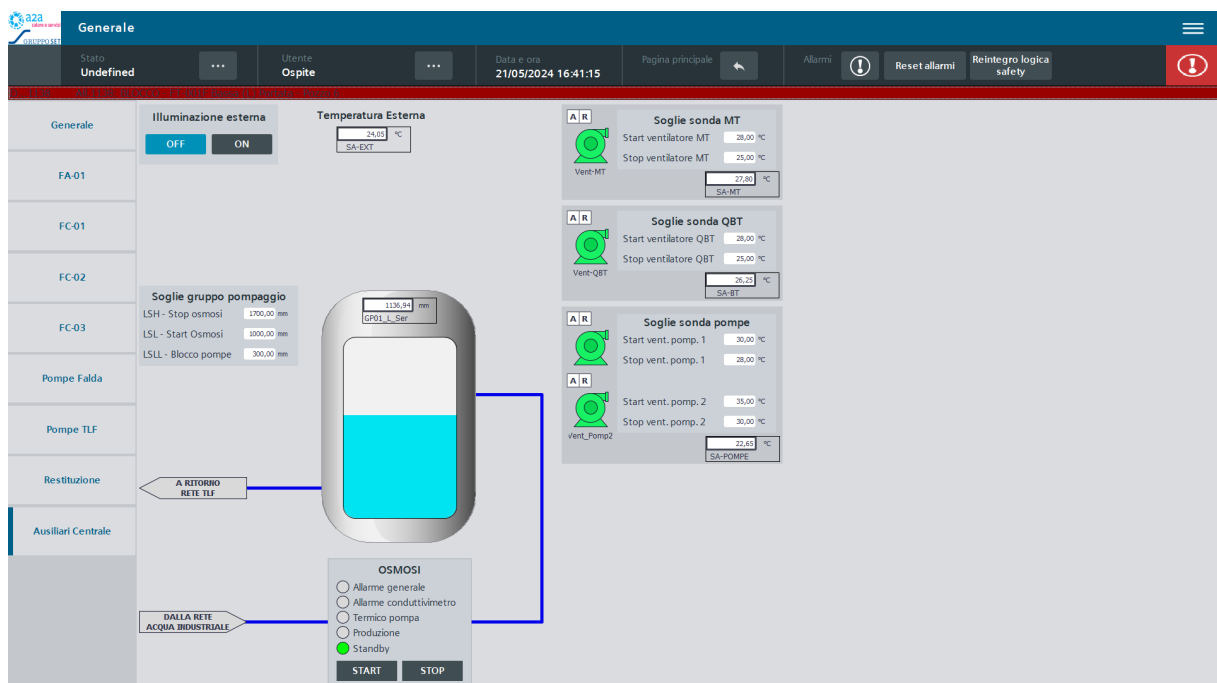 a2a
calore e servizi
GRUPPO SET
Generale
Stato
Undefined
...
Utente
Ospite
...
Data e ora
21/05/2024 16:41:15
Pagina principale
Allarmi
Reset allarmi
Reintegro logica
safety
Generale
FA-01
FC-01
FC-02
FC-03
Pompe Falda
Pompe TLF
Restituzione
Ausiliari Centrale
Illuminazione esterna
OFF
ON
Temperatura Esterna
24,05 °C
SA-EXT
Soglie gruppo pompaggio
LSH - Stop osmosi 1700,00 mm
LSL - Start Osmosi 1000,00 mm
LSLL - Blocco pompe 300,00 mm
1136,94 mm
GP01_L_Ser
A RITORNO
RETE TLF
DALLA RETE
ACQUA INDUSTRIALE
OSMOSI
Allarme generale
Allarme conduttivimetro
Termico pompa
Produzione
Standby
START
STOP
A R
Vent-MT
Soglie sonda MT
Start ventilatore MT 28,00 °C
Stop ventilatore MT 25,00 °C
27,80 °C
SA-MT
A R
Vent-QBT
Soglie sonda QBT
Start ventilatore QBT 28,00 °C
Stop ventilatore QBT 25,00 °C
26,25 °C
SA-BT
A R
Soglie sonda pompe
Start vent. pomp. 1 30,00 °C
Stop vent. pomp. 1 28,00 °C
A R
Vent_Pomp2
Start vent. pomp. 2 35,00 °C
Stop vent. pomp. 2 30,00 °C
22,65 °C
SA-POMPE